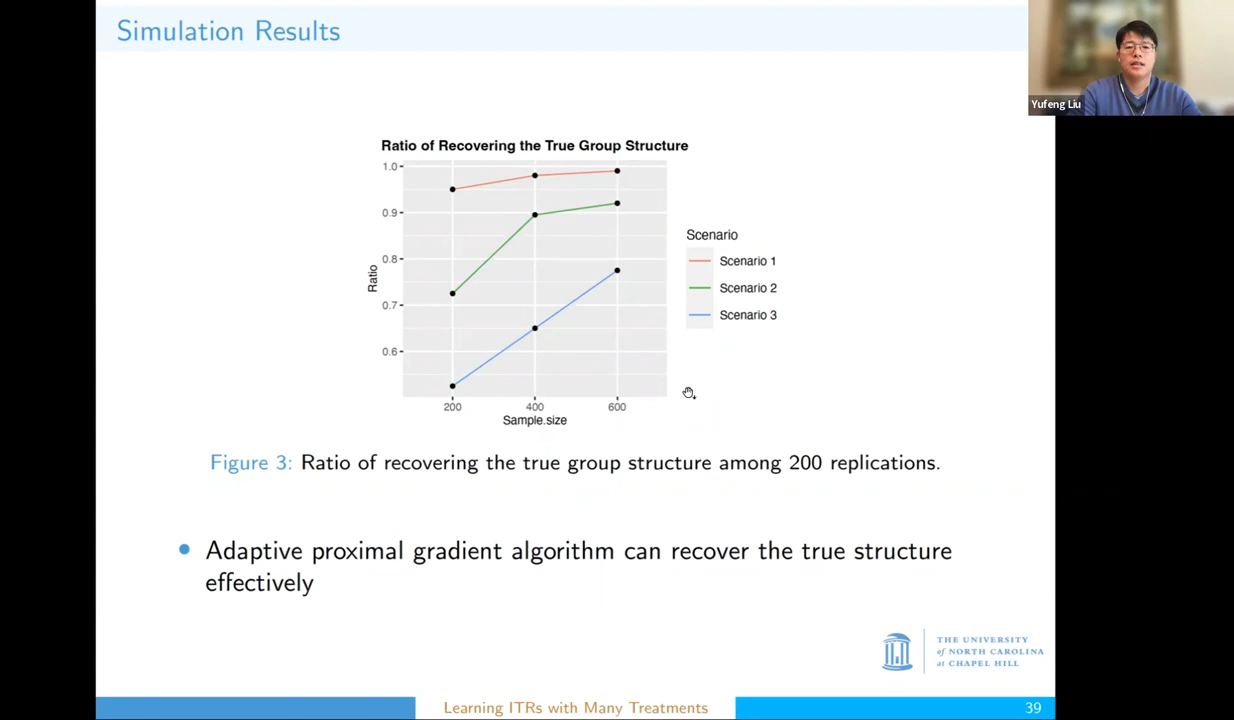 Simulation Results
Yufeng Liu
Ratio of Recovering the True Group Structure
1.0
0.9
0.8
0.7
0.6
Ratio
200
400
600
Sample.size
Scenario
Scenario 1
Scenario 2
Scenario 3
Figure 3: Ratio of recovering the true group structure among 200 replications.
Adaptive proximal gradient algorithm can recover the true structure
effectively
THE UNIVERSITY
of NORTH CAROLINA
at CHAPEL HILL
Learning ITRs with Many Treatments
39